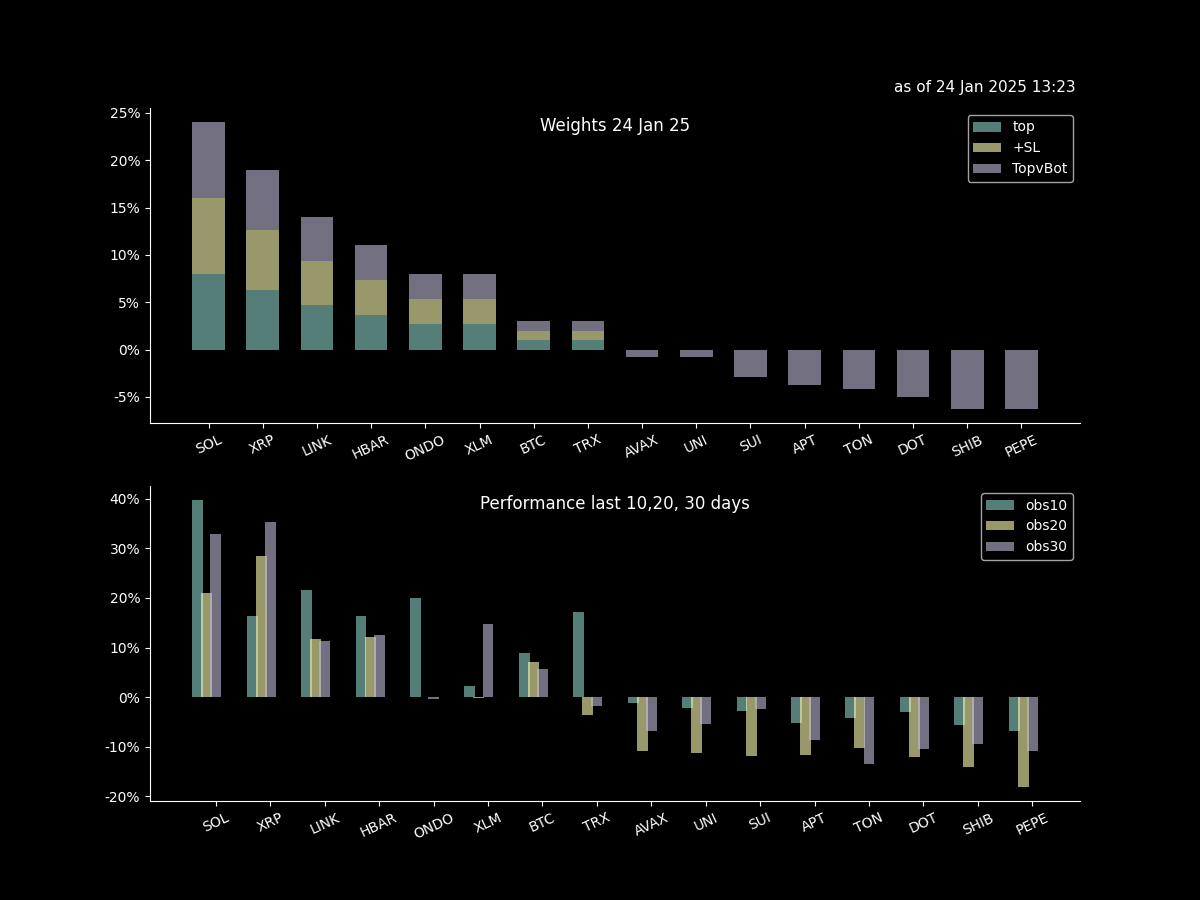 as of 24 Jan 2025 13:23
Weights 24 Jan 25
top
+SL
TopvBot
25%
20%
15%
10%
5%
0%
-5%
SOL XRP LINK HBAR ONDO XLM BTC TRX AVAX UNI SUI APT TON DOT SHIB PEPE
Performance last 10,20, 30 days
obs10
obs20
obs30
40%
30%
20%
10%
0%
-10%
-20%
SOL XRP LINK HBAR ONDO XLM BTC TRX AVAX UNI SUI APT TON DOT SHIB PEPE